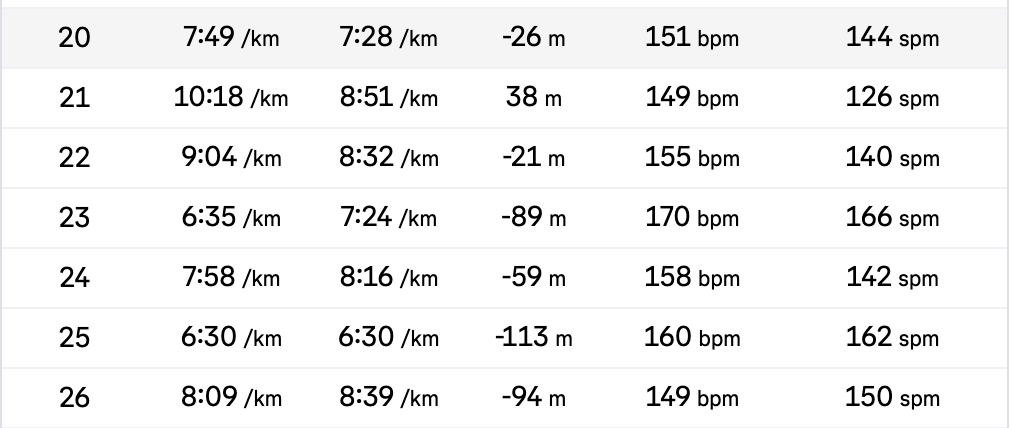 20 7:49 /km 7:28 /km -26 m 151 bpm 144 spm
21 10:18 /km 8:51 /km 38 m 149 bpm 126 spm
22 9:04 /km 8:32 /km -21 m 155 bpm 140 spm
23 6:35 /km 7:24 /km -89 m 170 bpm 166 spm
24 7:58 /km 8:16 /km -59 m 158 bpm 142 spm
25 6:30 /km 6:30 /km -113 m 160 bpm 162 spm
26 8:09 /km 8:39 /km -94 m 149 bpm 150 spm